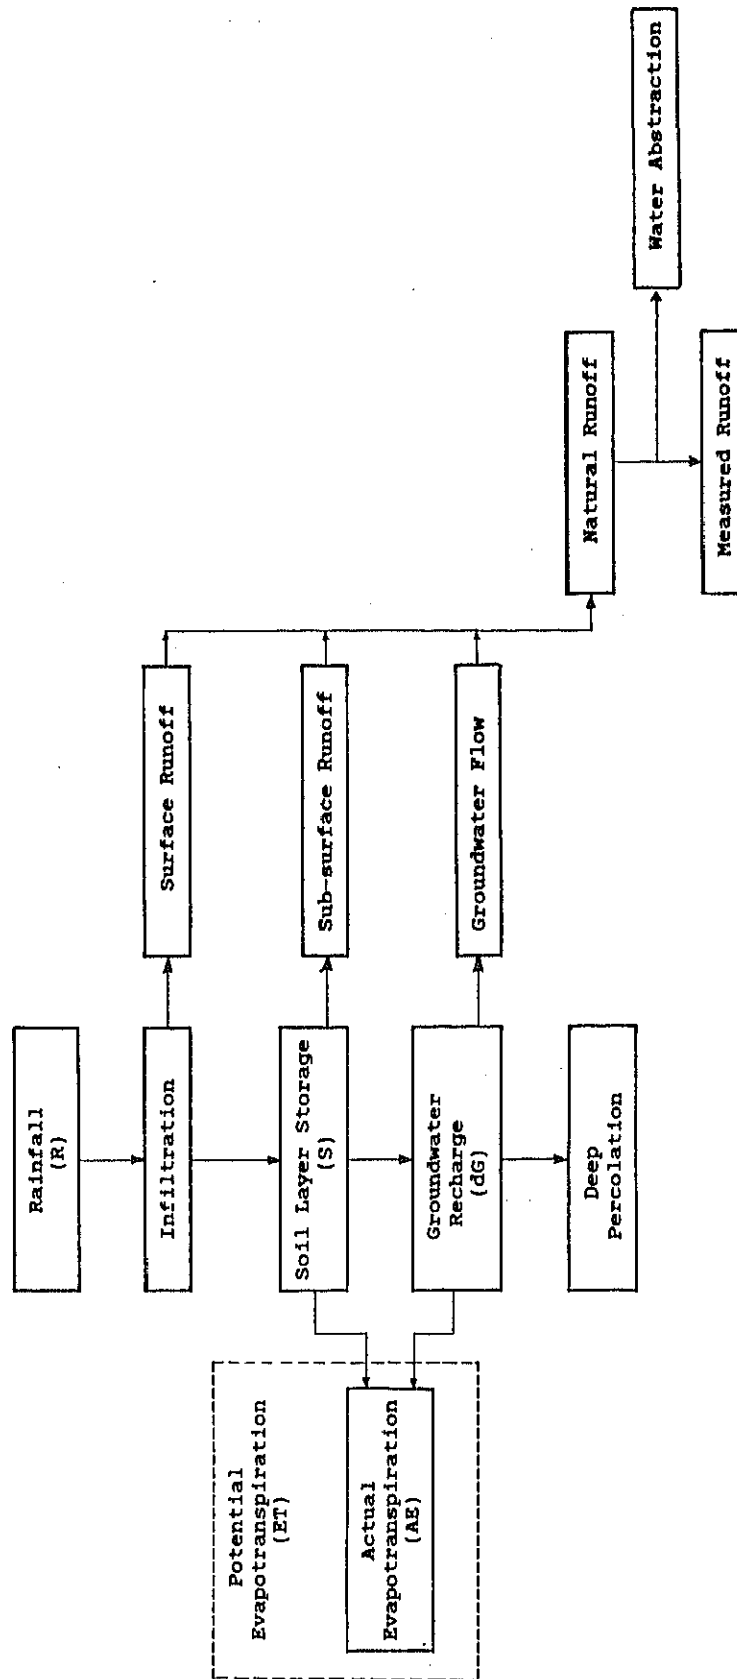 Rainfall
(R)
Infiltration
Surface Runoff
Potential
Evapotranspiration
(ET)
Soil Layer Storage
(S)
Sub-surface Runoff
Actual
Evapotranspiration
(AE)
Groundwater
Recharge
(dG)
Groundwater Flow
Deep
Percolation
Natural Runoff
Water Abstraction
Measured Runoff